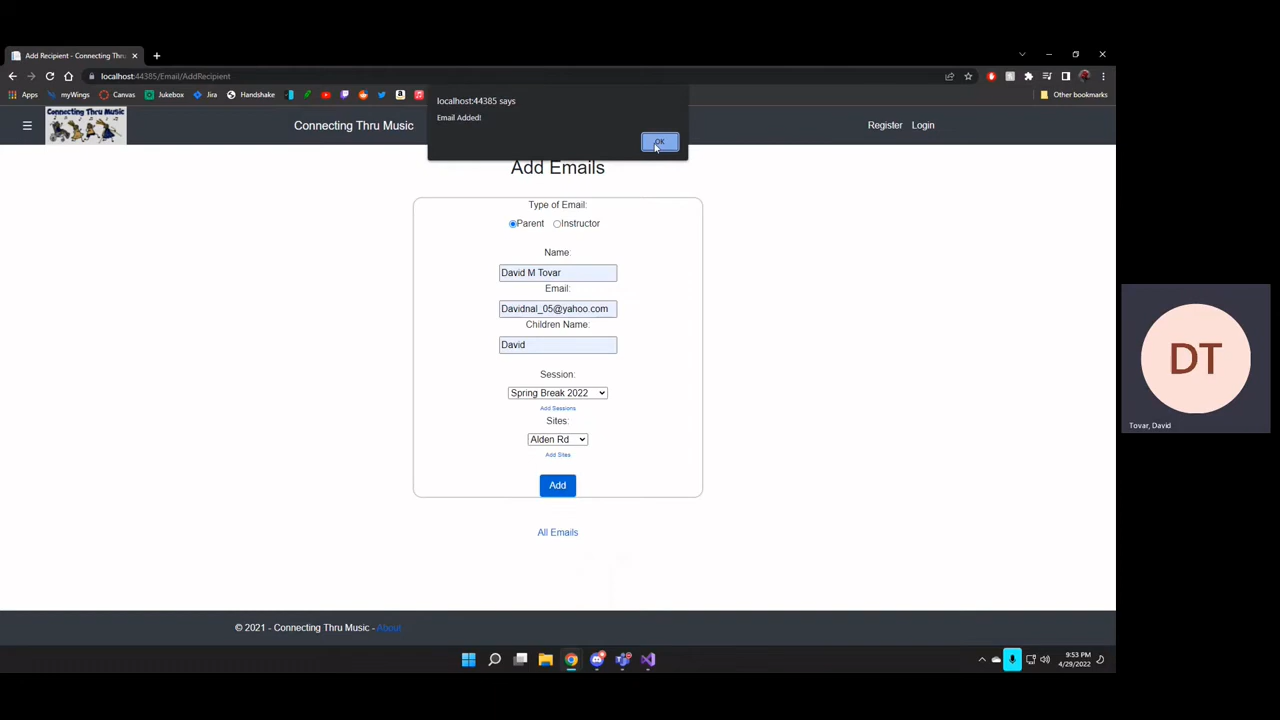 Add Recipient - Connecting Thru
localhost:44385/Email/AddRecipient
Apps myWings Canvas Jukebox Jira Handshake Other bookmarks
localhost:44385 says
Email Added!
OK
Connecting Thru Music
Connecting Thru Music
Register Login
Add Emails
Type of Email:
Parent Instructor
Name:
David M Tovar
Email:
Davidnal_05@yahoo.com
Children Name:
David
Session:
Spring Break 2022
Add Sessions
Sites:
Alden Rd
Add Sites
Add
All Emails
DT
Tovar, David
© 2021 - Connecting Thru Music - About
9:53 PM
4/29/2022